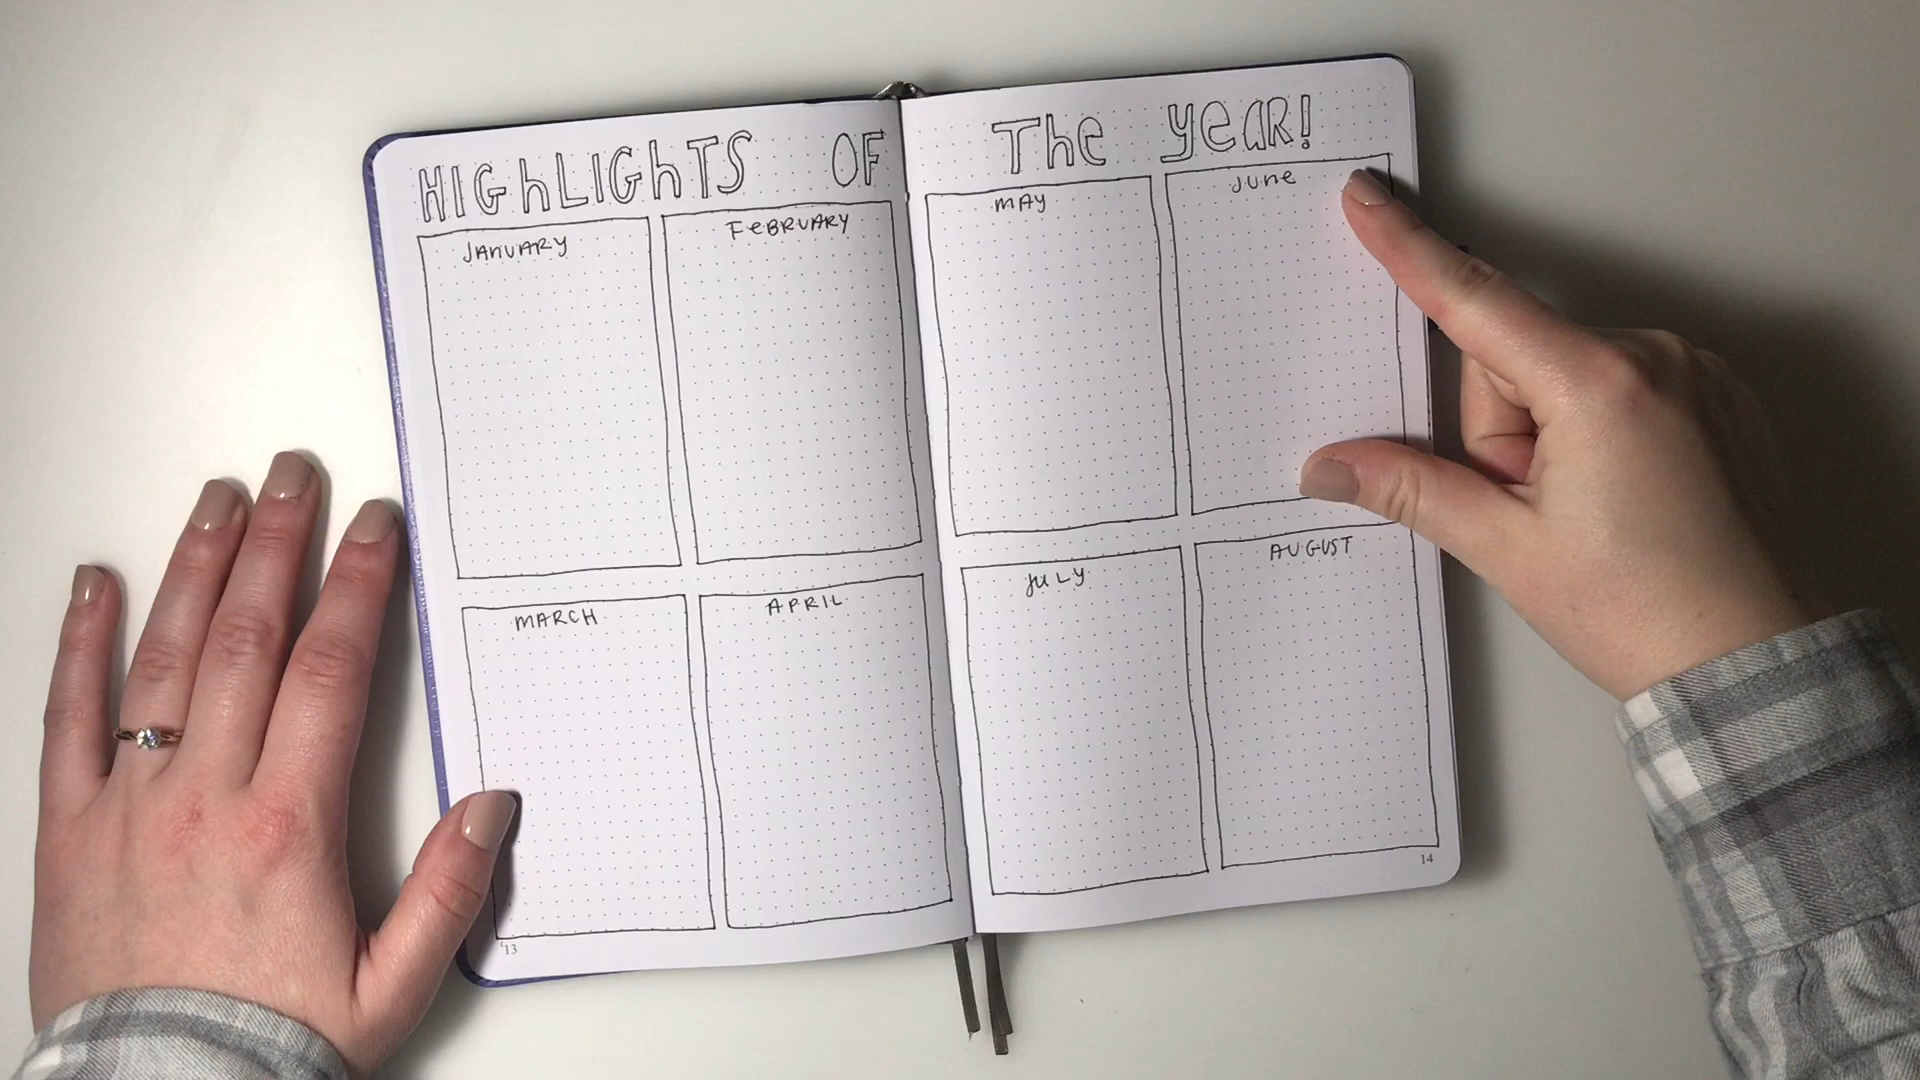 HIGhLIGhTS OF The YeAR!
JANUARY
FeBRUARY
MARCH
APRIL
13
MAY
June
JULY
AUGUST
14